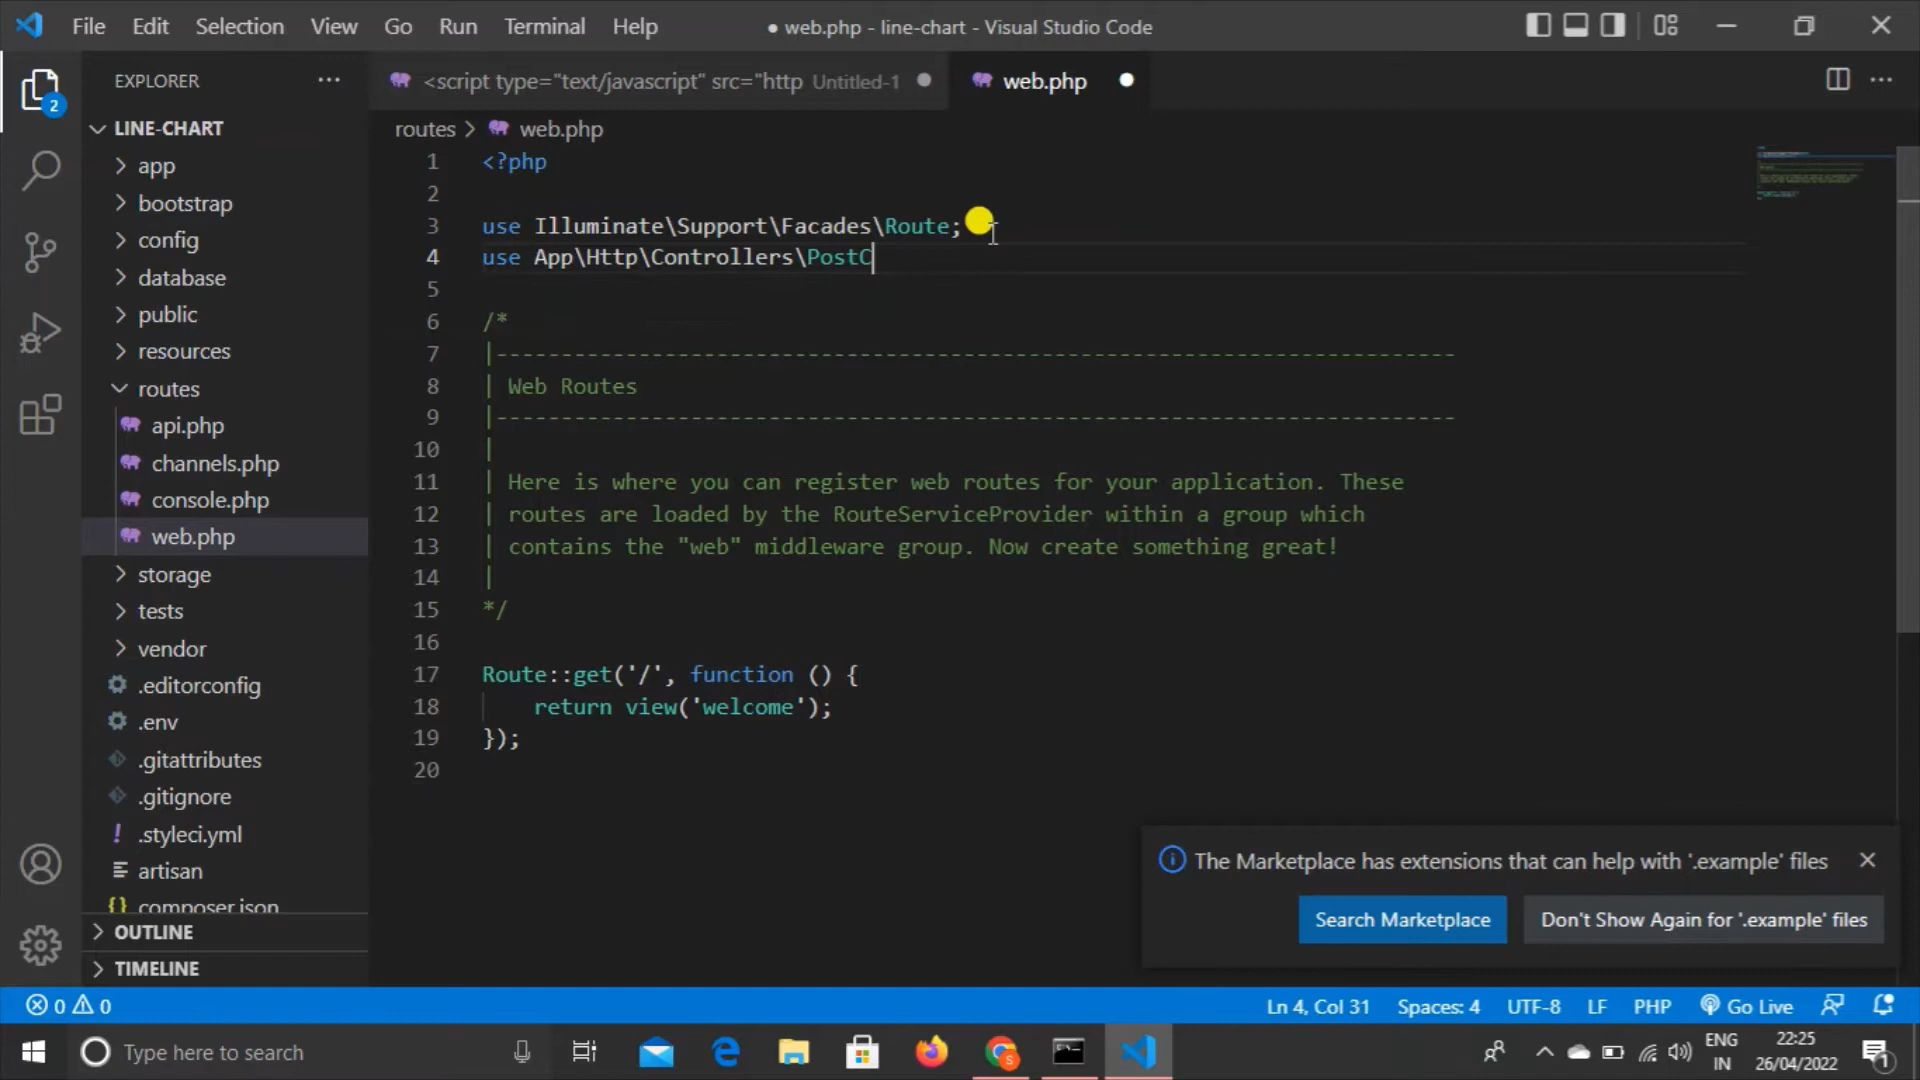 File Edit Selection View Go Run Terminal Help ● web.php - line-chart - Visual Studio Code
EXPLORER ···
<script type="text/javascript" src="http Untitled-1 ●
web.php ●
routes > web.php
2
LINE-CHART
app
bootstrap
config
database
public
resources
routes
api.php
channels.php
console.php
web.php
storage
tests
vendor
.editorconfig
.env
.gitattributes
.gitignore
.styleci.yml
artisan
composer.json
OUTLINE
TIMELINE
1 <?php
2
3 use Illuminate\Support\Facades\Route;
4 use App\Http\Controllers\PostC
5
6 /*
7 |--------------------------------------------------------------------------
8 | Web Routes
9 |--------------------------------------------------------------------------
10 |
11 | Here is where you can register web routes for your application. These
12 | routes are loaded by the RouteServiceProvider within a group which
13 | contains the "web" middleware group. Now create something great!
14 |
15 */
16
17 Route::get('/', function () {
18 return view('welcome');
19 });
20
The Marketplace has extensions that can help with '.example' files
Search Marketplace
Don't Show Again for '.example' files
0 0 Ln 4, Col 31 Spaces: 4 UTF-8 LF PHP Go Live
Type here to search
ENG
IN
22:25
26/04/2022
1